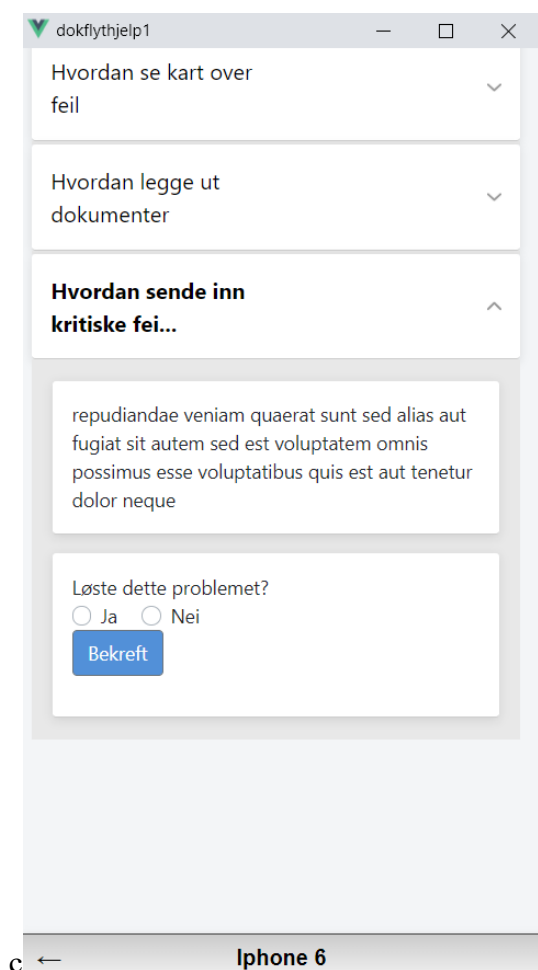 dokflythjelp1
Hvordan se kart over
feil
Hvordan legge ut
dokumenter
Hvordan sende inn
kritiske fei...
repudiandae veniam quaerat sunt sed alias aut
fugiat sit autem sed est voluptatem omnis
possimus esse voluptatibus quis est aut tenetur
dolor neque
Løste dette problemet?
Ja Nei
Bekreft
c ← Iphone 6